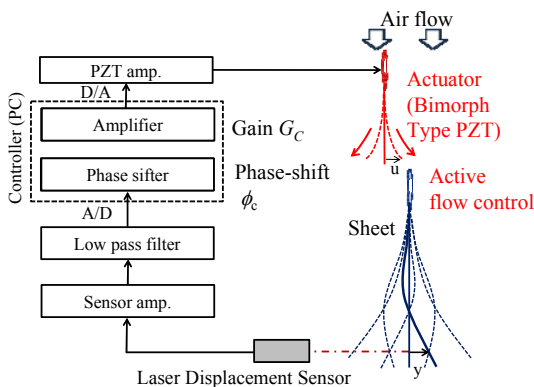 Air flow
PZT amp.
D/A
Actuator
(Bimorph
Type PZT)
Controller (PC)
Amplifier
Gain G_C
Phase sifter
Phase-shift
ϕ_c
u
Active
flow control
A/D
Low pass filter
Sheet
Sensor amp.
y
Laser Displacement Sensor